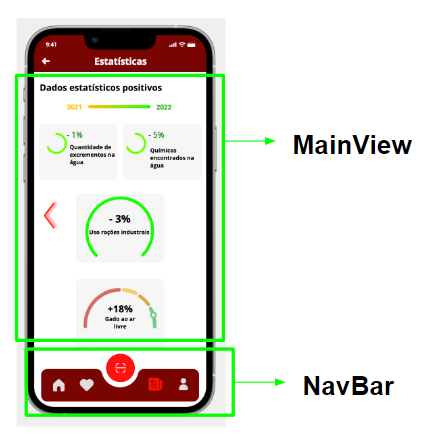 9:41
Estatísticas
Dados estatísticos positivos
2021 2022
- 1%
Quantidade de
excrementos na
água
- 5%
Químicos
encontrados na
água
- 3%
Uso rações industrais
+18%
Gado ao ar
livre
MainView
NavBar